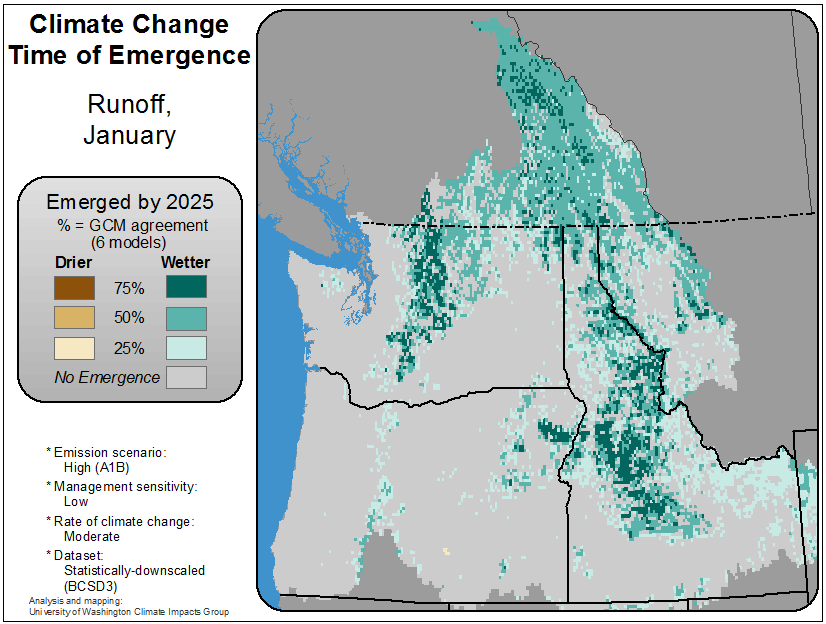 Climate Change
Time of Emergence
Runoff,
January
Emerged by 2025
% = GCM agreement
(6 models)
Drier Wetter
75%
50%
25%
No Emergence
* Emission scenario:
High (A1B)
* Management sensitivity:
Low
* Rate of climate change:
Moderate
* Dataset:
Statistically-downscaled
(BCSD3)
Analysis and mapping:
University of Washington Climate Impacts Group